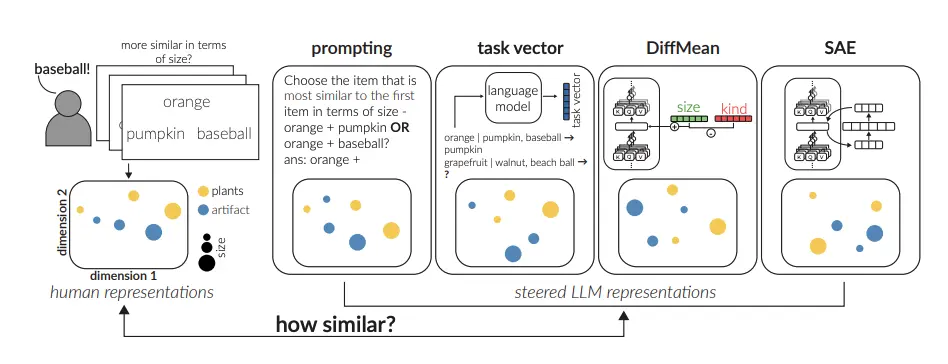 more similar in terms
of size?
baseball!
orange
pumpkin baseball
dimension 2
dimension 1
plants
artifact
size
human representations
prompting
Choose the item that is
most similar to the first
item in terms of size -
orange + pumpkin OR
orange + baseball?
ans: orange +
task vector
language
model
task vector
orange | pumpkin, baseball →
pumpkin
grapefruit | walnut, beach ball →
?
DiffMean
size
kind
+
-
K Q V
K Q V
SAE
K Q V
K Q V
steered LLM representations
how similar?